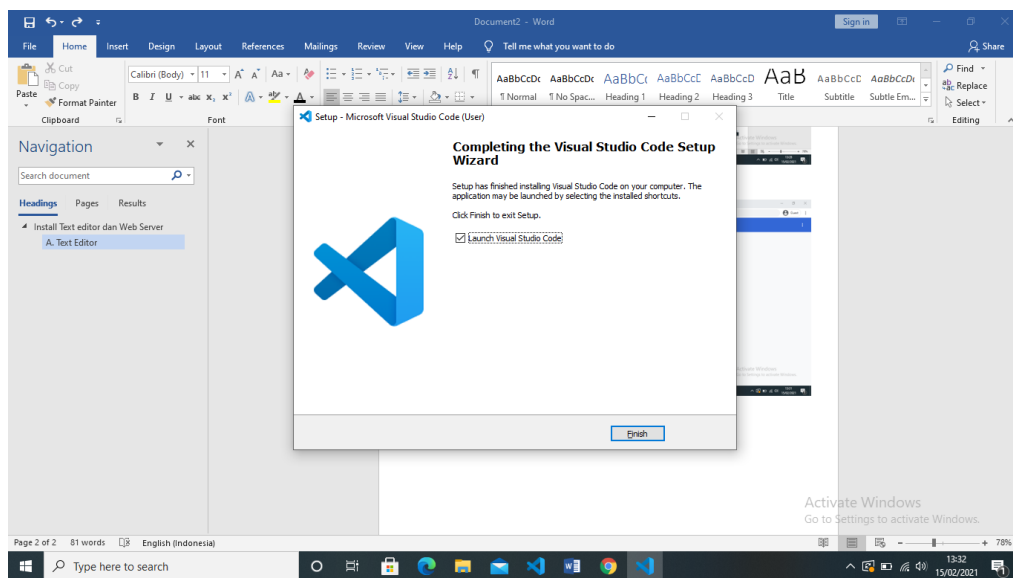 Document2 - Word
Sign in
File Home Insert Design Layout References Mailings Review View Help Tell me what you want to do Share
Paste
Cut
Copy
Format Painter
Clipboard
Calibri (Body) 11
Aa
B I U abc x₂ x²
A
Font
AaBbCcDc AaBbCcDc AaBbC( AaBbCcE AaBbCcD AaB AaBbCcD AaBbCcDi
¶ Normal ¶ No Spac... Heading 1 Heading 2 Heading 3 Title Subtitle Subtle Em...
Find
Replace
Select
Editing
Navigation
Search document
Headings Pages Results
Install Text editor dan Web Server
A. Text Editor
Setup - Microsoft Visual Studio Code (User)
Completing the Visual Studio Code Setup
Wizard
Setup has finished installing Visual Studio Code on your computer. The
application may be launched by selecting the installed shortcuts.
Click Finish to exit Setup.
Launch Visual Studio Code
Finish
Activate Windows
Go to Settings to activate Windows.
Page 2 of 2 81 words English (Indonesia) 78%
Type here to search
13:32
15/02/2021
1